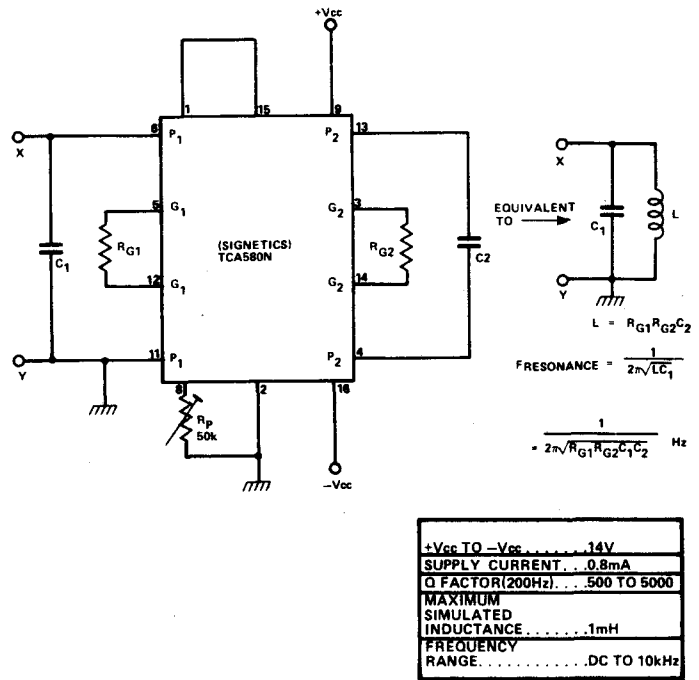 +Vcc
1
15
9
6
P1
P2
13
X
5
G1
G2
3
RG1
(SIGNETICS)
TCA580N
RG2
C1
C2
12
G1
G2
14
11
P1
P2
4
Y
8
2
16
RP
50k
−Vcc
EQUIVALENT
TO
X
C1
L
Y
L = RG1RG2C2
FRESONANCE = 1 / 2π√LC1
= 1 / 2π√RG1RG2C1C2 Hz
+Vcc TO −Vcc.......14V
SUPPLY CURRENT...0.8mA
Q FACTOR(200Hz)....500 TO 5000
MAXIMUM
SIMULATED
INDUCTANCE.......1mH
FREQUENCY
RANGE............DC TO 10kHz